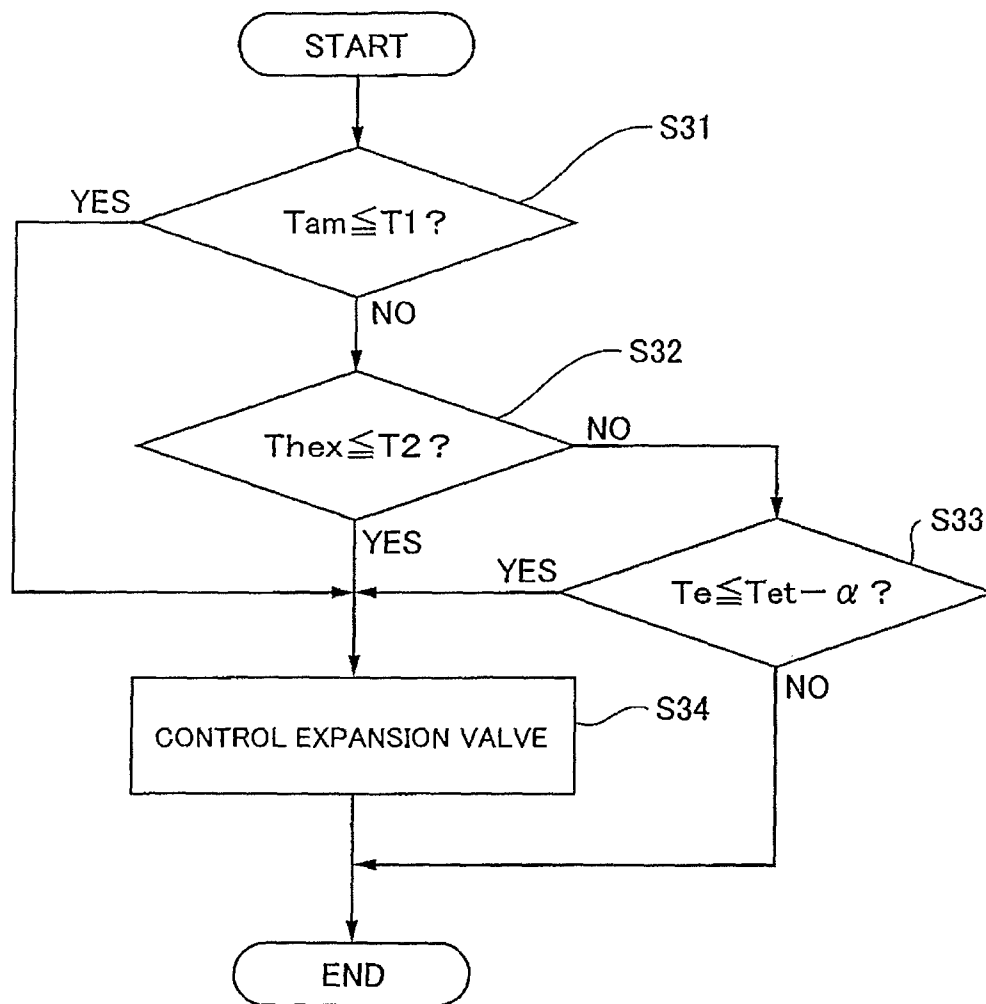 START
S31
YES
Tam≦T1?
NO
S32
Thex≦T2?
NO
YES
S33
YES
Te≦Tet－α?
NO
S34
CONTROL EXPANSION VALVE
END